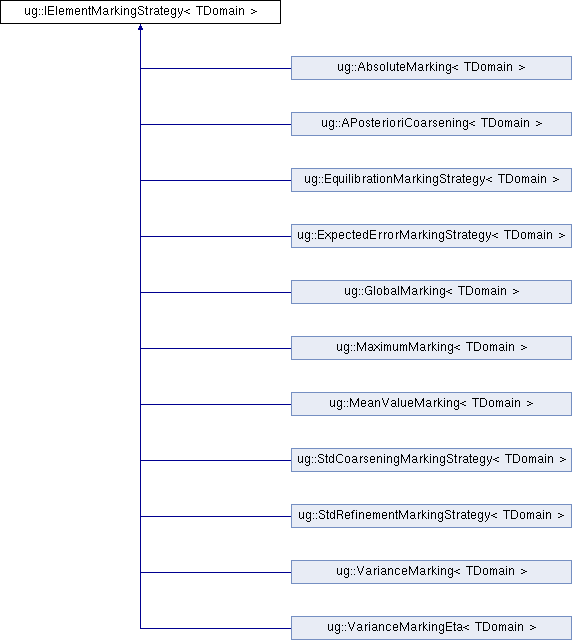 ug::IElementMarkingStrategy< TDomain >
ug::AbsoluteMarking< TDomain >
ug::APosterioriCoarsening< TDomain >
ug::EquilibrationMarkingStrategy< TDomain >
ug::ExpectedErrorMarkingStrategy< TDomain >
ug::GlobalMarking< TDomain >
ug::MaximumMarking< TDomain >
ug::MeanValueMarking< TDomain >
ug::StdCoarseningMarkingStrategy< TDomain >
ug::StdRefinementMarkingStrategy< TDomain >
ug::VarianceMarking< TDomain >
ug::VarianceMarkingEta< TDomain >